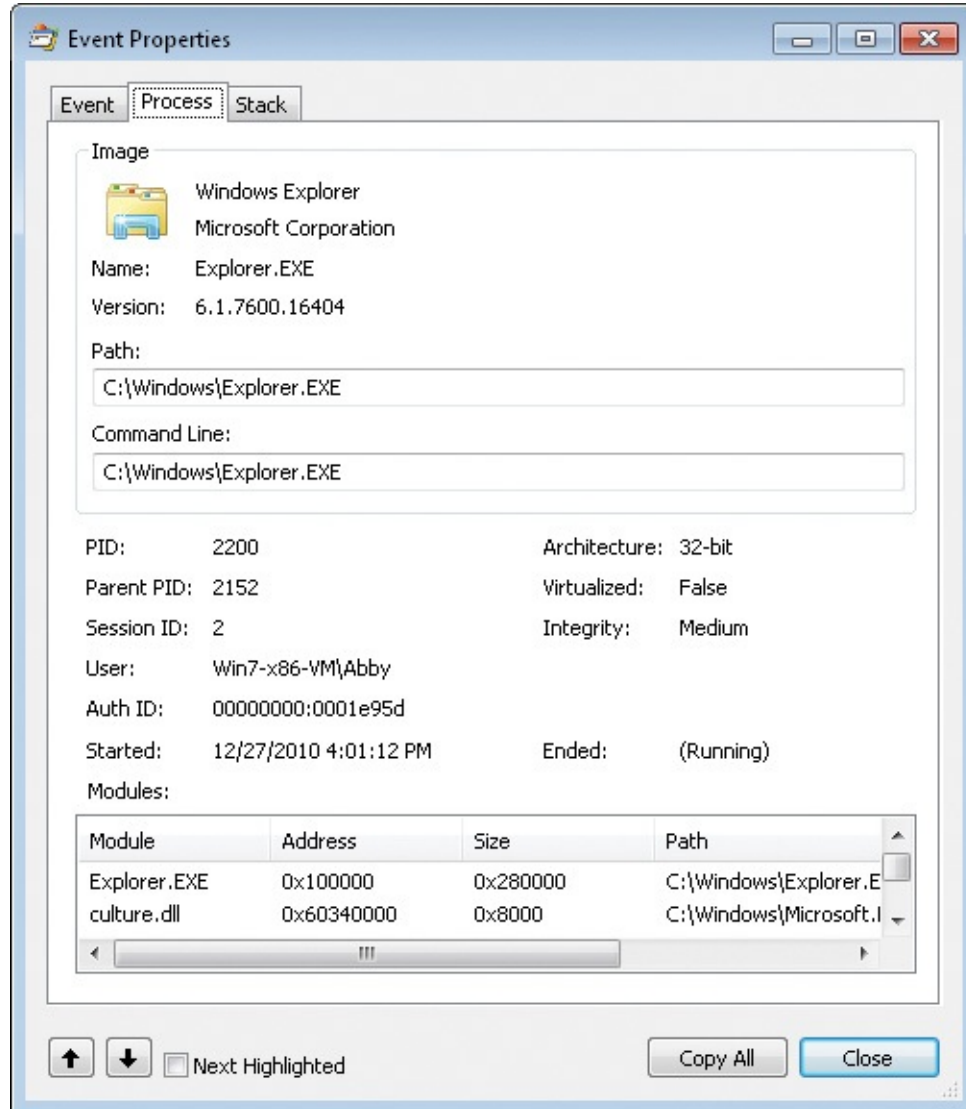 Event Properties
Event Process Stack
Image
Windows Explorer
Microsoft Corporation
Name: Explorer.EXE
Version: 6.1.7600.16404
Path:
C:\Windows\Explorer.EXE
Command Line:
C:\Windows\Explorer.EXE
PID: 2200 Architecture: 32-bit
Parent PID: 2152 Virtualized: False
Session ID: 2 Integrity: Medium
User: Win7-x86-VM\Abby
Auth ID: 00000000:0001e95d
Started: 12/27/2010 4:01:12 PM Ended: (Running)
Modules:
Module Address Size Path
Explorer.EXE 0x100000 0x280000 C:\Windows\Explorer.E
culture.dll 0x60340000 0x8000 C:\Windows\Microsoft.
Next Highlighted Copy All Close